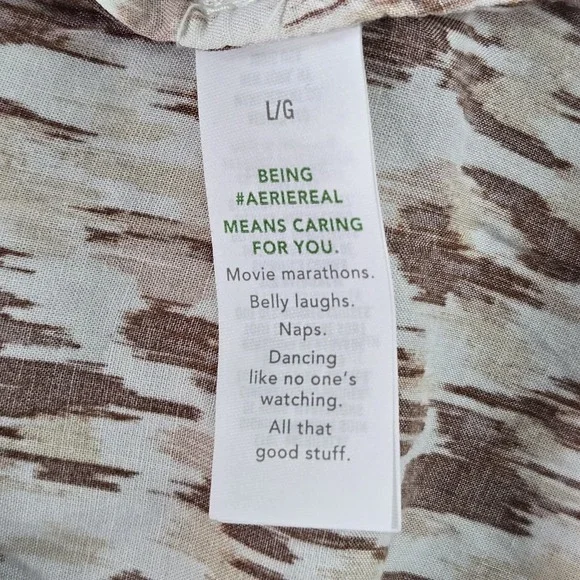 L/G
BEING
#AERIEREAL
MEANS CARING
FOR YOU.
Movie marathons.
Belly laughs.
Naps.
Dancing
like no one's
watching.
All that
good stuff.